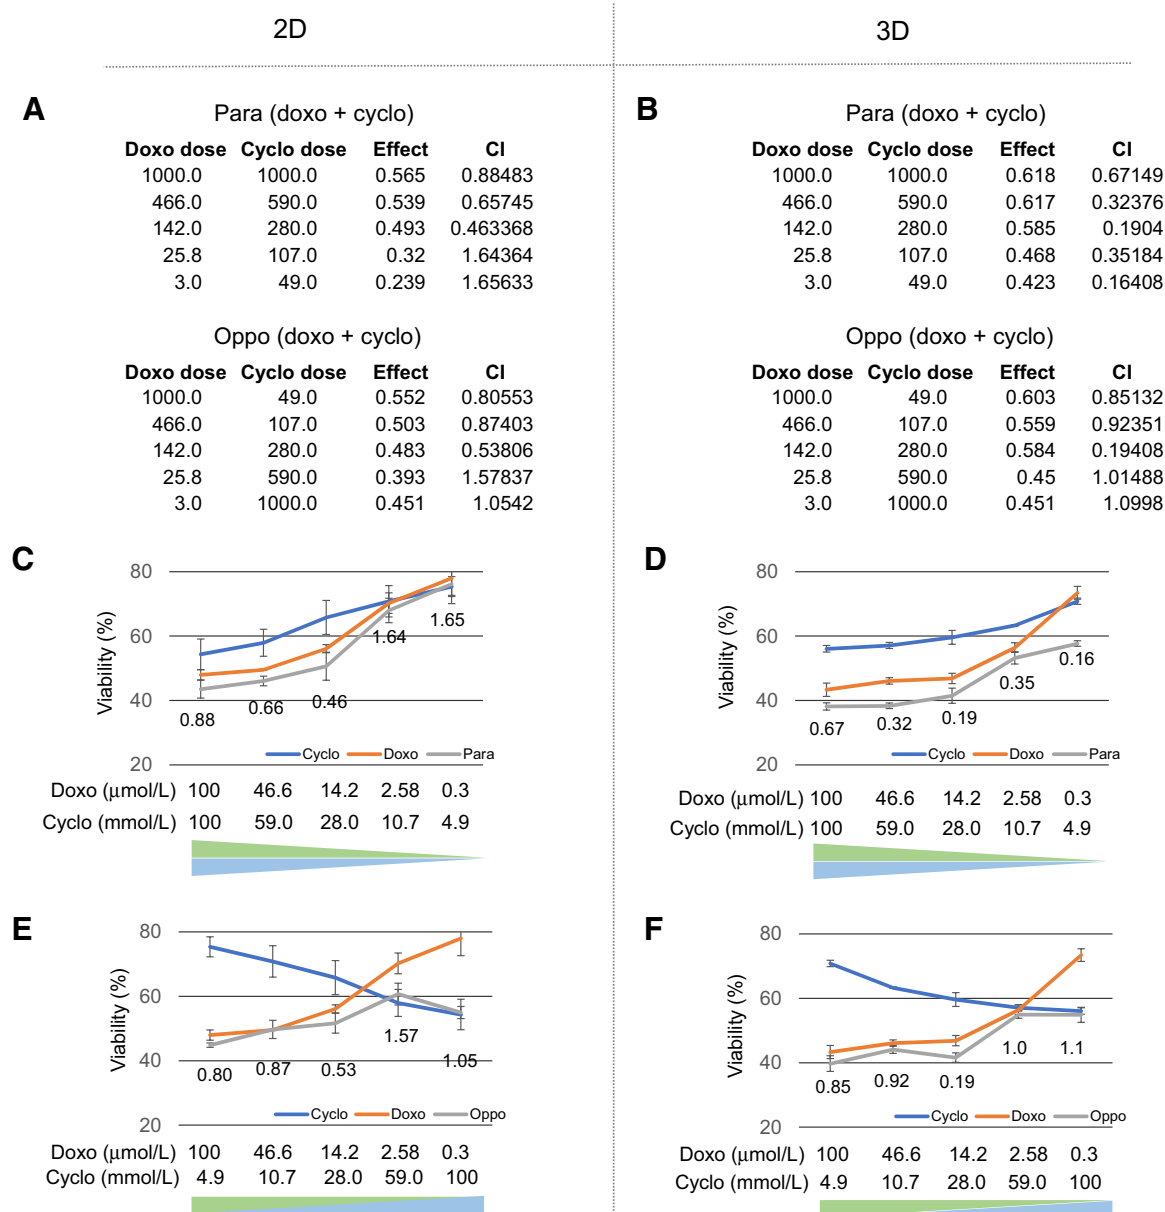 2D
3D
A
Para (doxo + cyclo)
Doxo dose Cyclo dose Effect CI
1000.0 1000.0 0.565 0.88483
466.0 590.0 0.539 0.65745
142.0 280.0 0.493 0.463368
25.8 107.0 0.32 1.64364
3.0 49.0 0.239 1.65633
Oppo (doxo + cyclo)
Doxo dose Cyclo dose Effect CI
1000.0 49.0 0.552 0.80553
466.0 107.0 0.503 0.87403
142.0 280.0 0.483 0.53806
25.8 590.0 0.393 1.57837
3.0 1000.0 0.451 1.0542
B
Para (doxo + cyclo)
Doxo dose Cyclo dose Effect CI
1000.0 1000.0 0.618 0.67149
466.0 590.0 0.617 0.32376
142.0 280.0 0.585 0.1904
25.8 107.0 0.468 0.35184
3.0 49.0 0.423 0.16408
Oppo (doxo + cyclo)
Doxo dose Cyclo dose Effect CI
1000.0 49.0 0.603 0.85132
466.0 107.0 0.559 0.92351
142.0 280.0 0.584 0.19408
25.8 590.0 0.45 1.01488
3.0 1000.0 0.451 1.0998
C
Viability (%)
80
60
40
20
0.88 0.66 0.46 1.64 1.65
Cyclo Doxo Para
Doxo (μmol/L) 100 46.6 14.2 2.58 0.3
Cyclo (mmol/L) 100 59.0 28.0 10.7 4.9
D
Viability (%)
80
60
40
20
0.67 0.32 0.19 0.35 0.16
Cyclo Doxo Para
Doxo (μmol/L) 100 46.6 14.2 2.58 0.3
Cyclo (mmol/L) 100 59.0 28.0 10.7 4.9
E
Viability (%)
80
60
40
20
0.80 0.87 0.53 1.57 1.05
Cyclo Doxo Oppo
Doxo (μmol/L) 100 46.6 14.2 2.58 0.3
Cyclo (mmol/L) 4.9 10.7 28.0 59.0 100
F
Viability (%)
80
60
40
20
0.85 0.92 0.19 1.0 1.1
Cyclo Doxo Oppo
Doxo (μmol/L) 100 46.6 14.2 2.58 0.3
Cyclo (mmol/L) 4.9 10.7 28.0 59.0 100